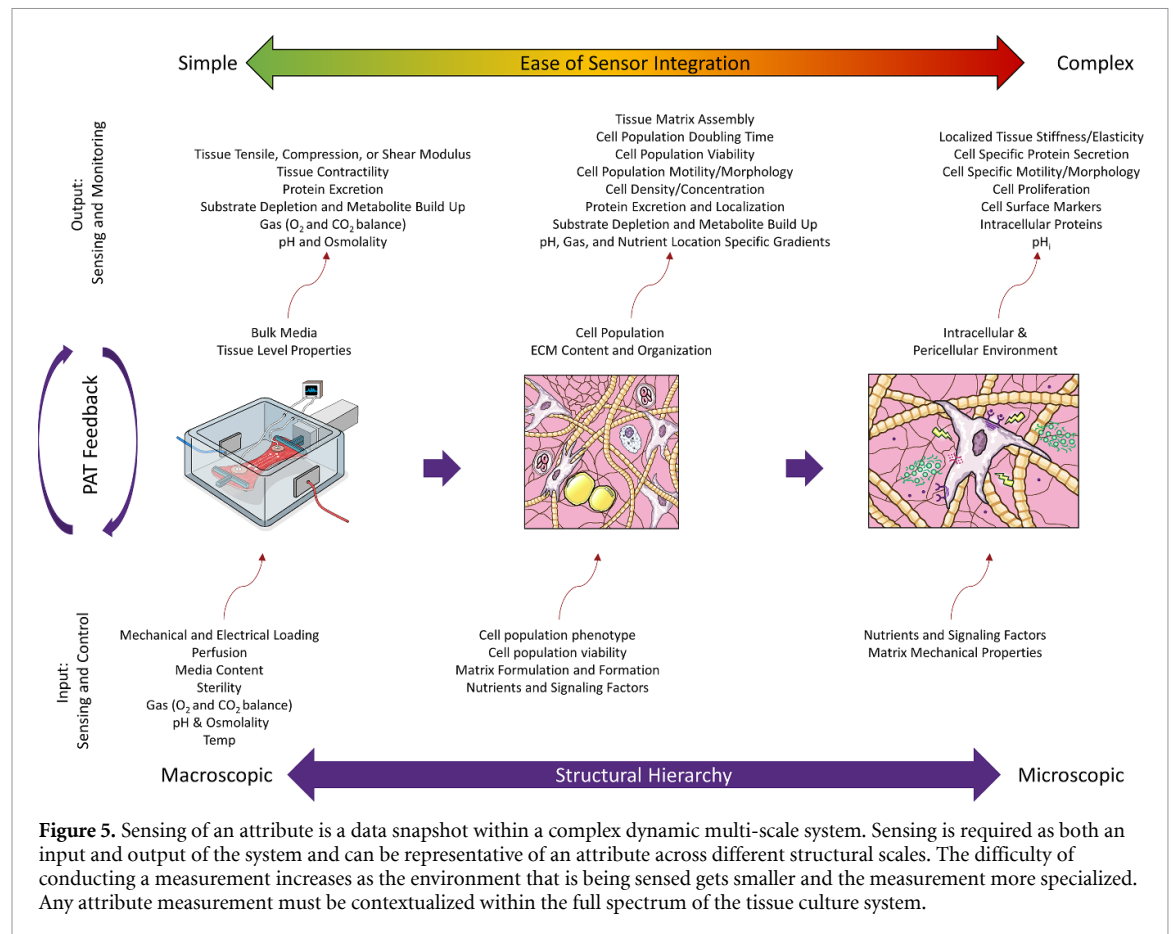 Simple
Ease of Sensor Integration
Complex
Output:
Sensing and Monitoring
Tissue Tensile, Compression, or Shear Modulus
Tissue Contractility
Protein Excretion
Substrate Depletion and Metabolite Build Up
Gas (O₂ and CO₂ balance)
pH and Osmolality
Tissue Matrix Assembly
Cell Population Doubling Time
Cell Population Viability
Cell Population Motility/Morphology
Cell Density/Concentration
Protein Excretion and Localization
Substrate Depletion and Metabolite Build Up
pH, Gas, and Nutrient Location Specific Gradients
Localized Tissue Stiffness/Elasticity
Cell Specific Protein Secretion
Cell Specific Motility/Morphology
Cell Proliferation
Cell Surface Markers
Intracellular Proteins
pHᵢ
PAT Feedback
Bulk Media
Tissue Level Properties
Cell Population
ECM Content and Organization
Intracellular &
Pericellular Environment
Input:
Sensing and Control
Mechanical and Electrical Loading
Perfusion
Media Content
Sterility
Gas (O₂ and CO₂ balance)
pH & Osmolality
Temp
Cell population phenotype
Cell population viability
Matrix Formulation and Formation
Nutrients and Signaling Factors
Nutrients and Signaling Factors
Matrix Mechanical Properties
Macroscopic
Structural Hierarchy
Microscopic
Figure 5. Sensing of an attribute is a data snapshot within a complex dynamic multi-scale system. Sensing is required as both an
input and output of the system and can be representative of an attribute across different structural scales. The difficulty of
conducting a measurement increases as the environment that is being sensed gets smaller and the measurement more specialized.
Any attribute measurement must be contextualized within the full spectrum of the tissue culture system.